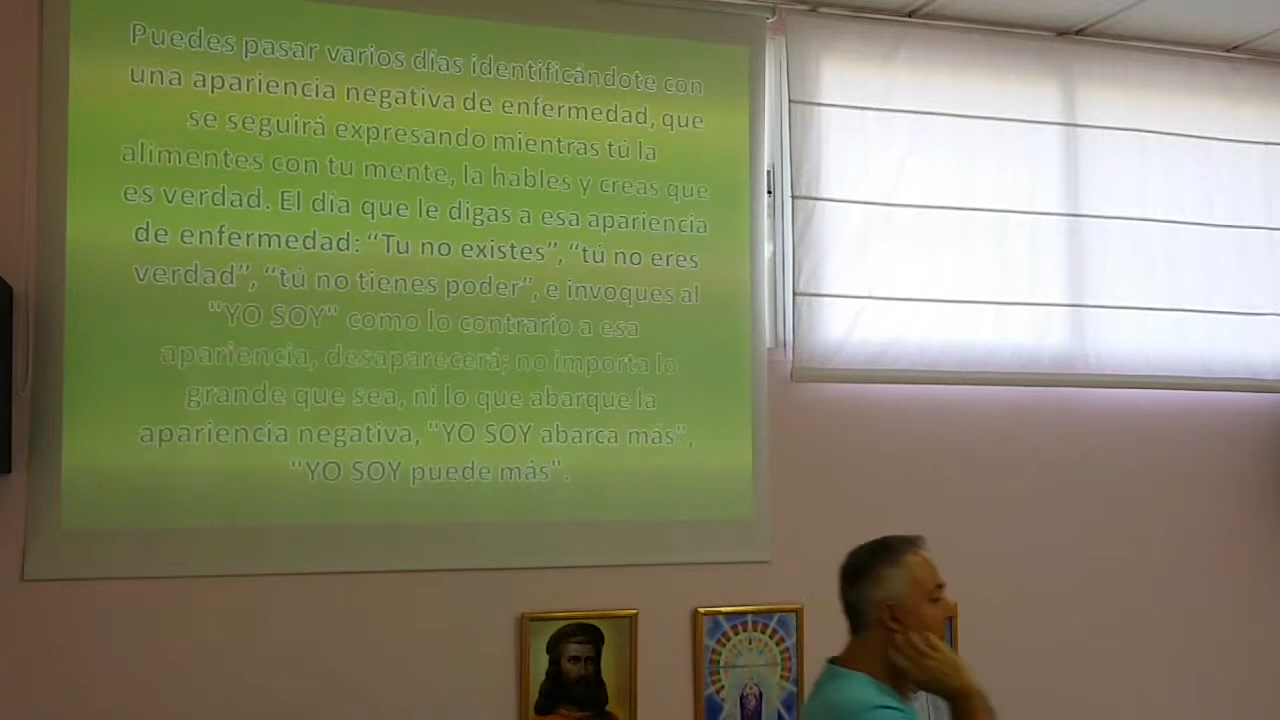 Puedes pasar varios días identificándote con
una apariencia negativa de enfermedad, que
se seguirá expresando mientras tú la
alimentes con tu mente, la hables y creas que
es verdad. El día que le digas a esa apariencia
de enfermedad: “Tu no existes”, “tú no eres
verdad”, “tú no tienes poder”, e invoques al
"YO SOY" como lo contrario a esa
apariencia, desaparecerá; no importa lo
grande que sea, ni lo que abarque la
apariencia negativa, "YO SOY abarca más",
"YO SOY puede más".